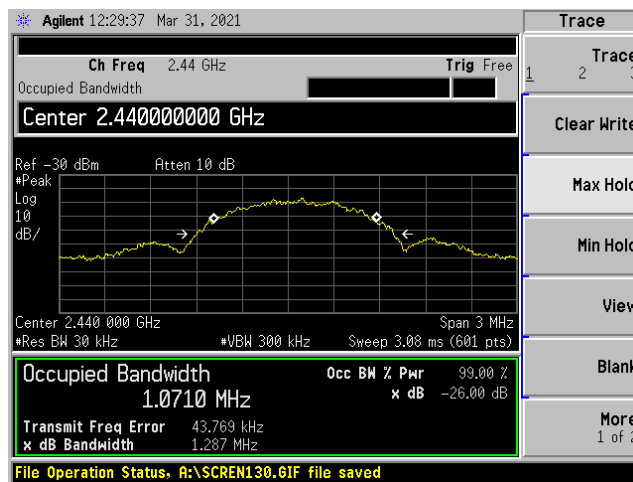 Agilent 12:29:37 Mar 31, 2021
Trace
Ch Freq 2.44 GHz Trig Free
Occupied Bandwidth
Center 2.440000000 GHz
Ref -30 dBm Atten 10 dB
#Peak
Log
10
dB/
Center 2.440 000 GHz Span 3 MHz
#Res BW 30 kHz #VBW 300 kHz Sweep 3.08 ms (601 pts)
Occupied Bandwidth
1.0710 MHz
Occ BW % Pwr 99.00 %
x dB -26.00 dB
Transmit Freq Error 43.769 kHz
x dB Bandwidth 1.287 MHz
File Operation Status, A:\SCREN130.GIF file saved
Trace
1 2 3
Clear Write
Max Hold
Min Hold
View
Blank
More
1 of 2